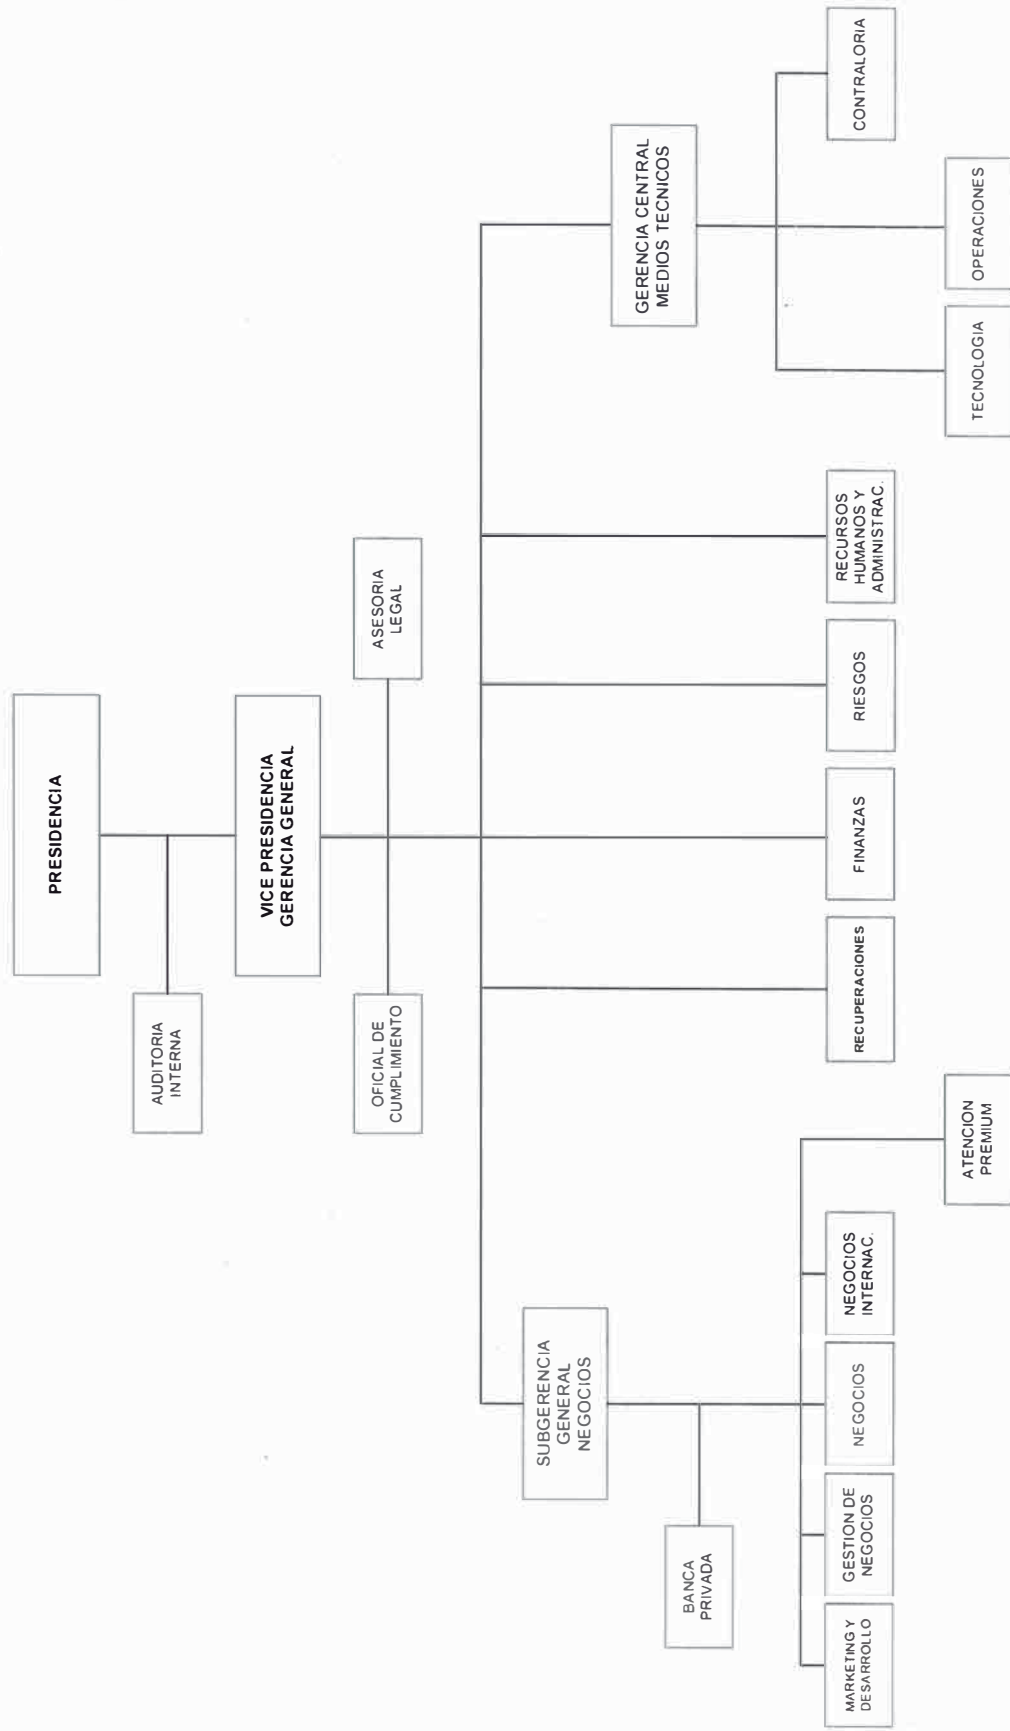 PRESIDENCIA
AUDITORIA
INTERNA
VICE PRESIDENCIA
GERENCIA GENERAL
OFICIAL DE
CUMPLIMIENTO
ASESORIA
LEGAL
SUBGERENCIA
GENERAL
NEGOCIOS
GERENCIA CENTRAL
MEDIOS TECNICOS
BANCA
PRIVADA
MARKETING Y
DESARROLLO
GESTION DE
NEGOCIOS
NEGOCIOS
NEGOCIOS
INTERNAC.
RECUPERACIONES
FINANZAS
RIESGOS
RECURSOS
HUMANOS Y
ADMINISTRAC.
CONTRALORIA
ATENCION
PREMIUM
TECNOLOGIA
OPERACIONES